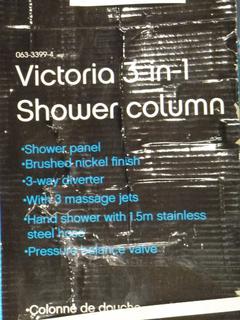 063-3399-4
Victoria 3-in-1
Shower column
•Shower panel
•Brushed nickel finish
•3-way diverter
•With 3 massage jets
•Hand shower with 1.5m stainless
steel hose
•Pressure balance valve
•Colonne de douche